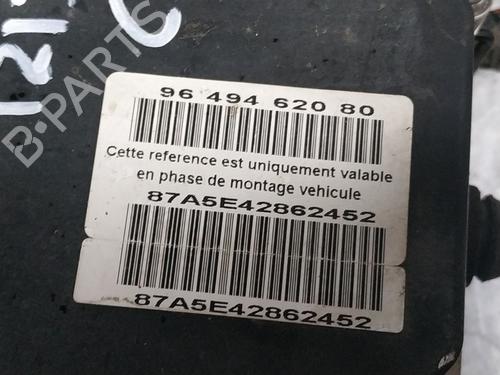 B-PARTS
96 494 620 80
Cette reference est uniquement valable
en phase de montage vehicule
87A5E42862452
87A5E42862452